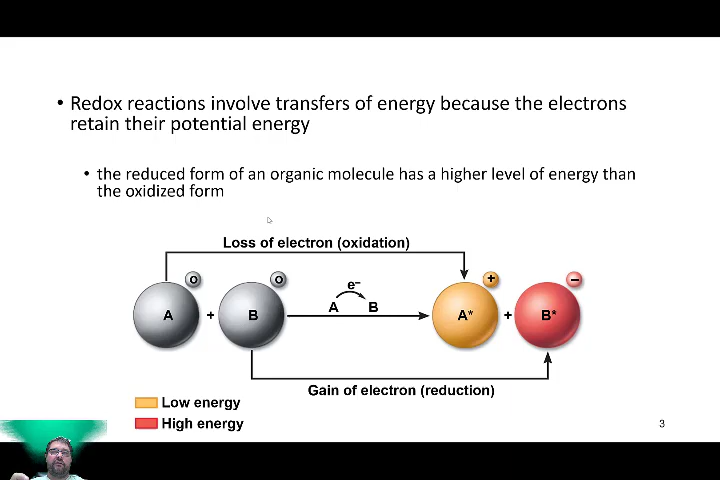 • Redox reactions involve transfers of energy because the electrons
retain their potential energy
• the reduced form of an organic molecule has a higher level of energy than
the oxidized form
Loss of electron (oxidation)
o o + –
e–
A + B A B A* + B*
Gain of electron (reduction)
Low energy
High energy
3